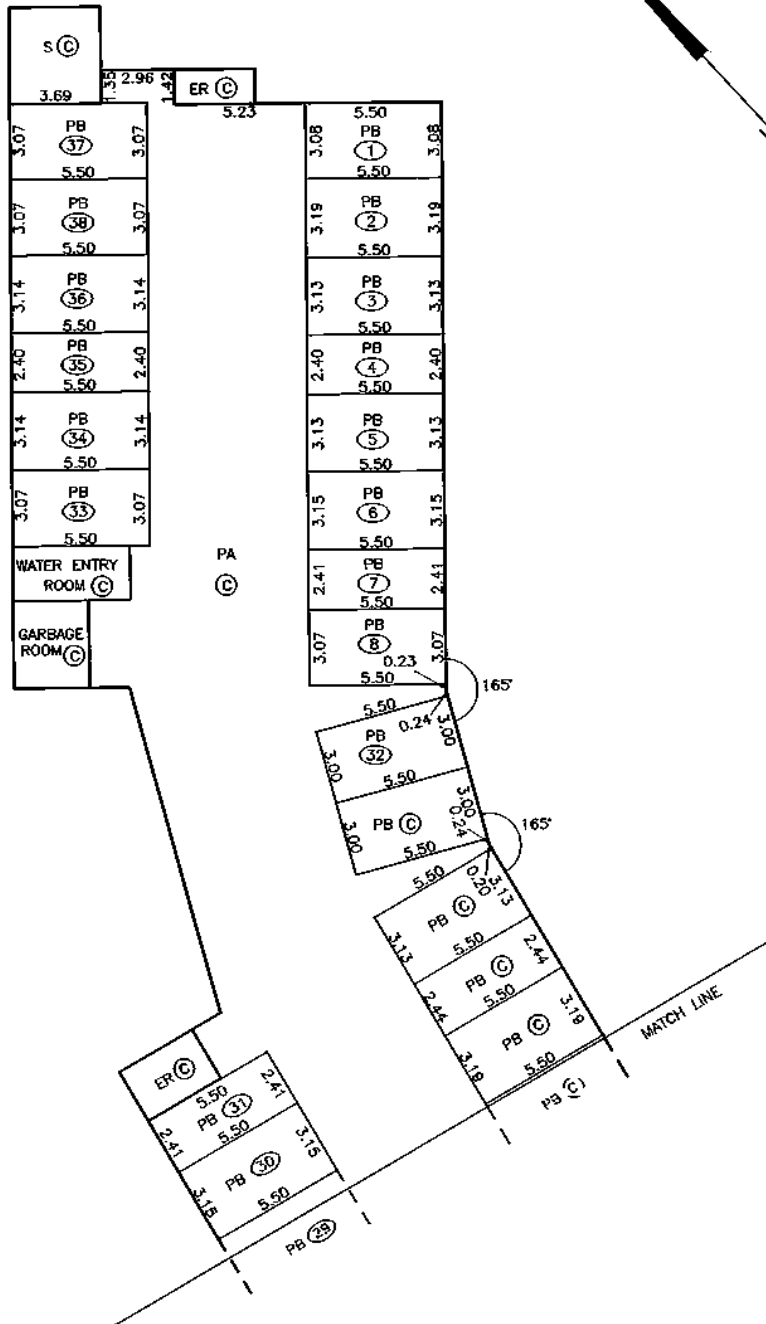 S C
3.69
1.35
2.96
1.42
ER C
5.23
PB
37
3.07
3.07
5.50
PB
38
3.07
3.07
5.50
PB
36
3.14
3.14
5.50
PB
35
2.40
2.40
5.50
PB
34
3.14
3.14
5.50
PB
33
3.07
3.07
5.50
WATER ENTRY
ROOM C
GARBAGE
ROOM C
PA
C
5.50
PB
1
3.08
3.08
5.50
PB
2
3.19
3.19
5.50
PB
3
3.13
3.13
5.50
PB
4
2.40
2.40
5.50
PB
5
3.13
3.13
5.50
PB
6
3.15
3.15
5.50
PB
7
2.41
2.41
5.50
PB
8
3.07
3.07
5.50
0.23
165°
0.24
5.50
PB
32
3.00
3.00
5.50
PB C
3.00
3.00
5.50
0.24
165°
0.20
5.50
PB C
3.13
3.13
5.50
PB C
2.44
2.44
5.50
PB C
3.19
3.19
5.50
MATCH LINE
PB (C)
ER C
5.50
PB 31
2.41
2.41
5.50
PB 30
3.15
3.15
5.50
PB 29